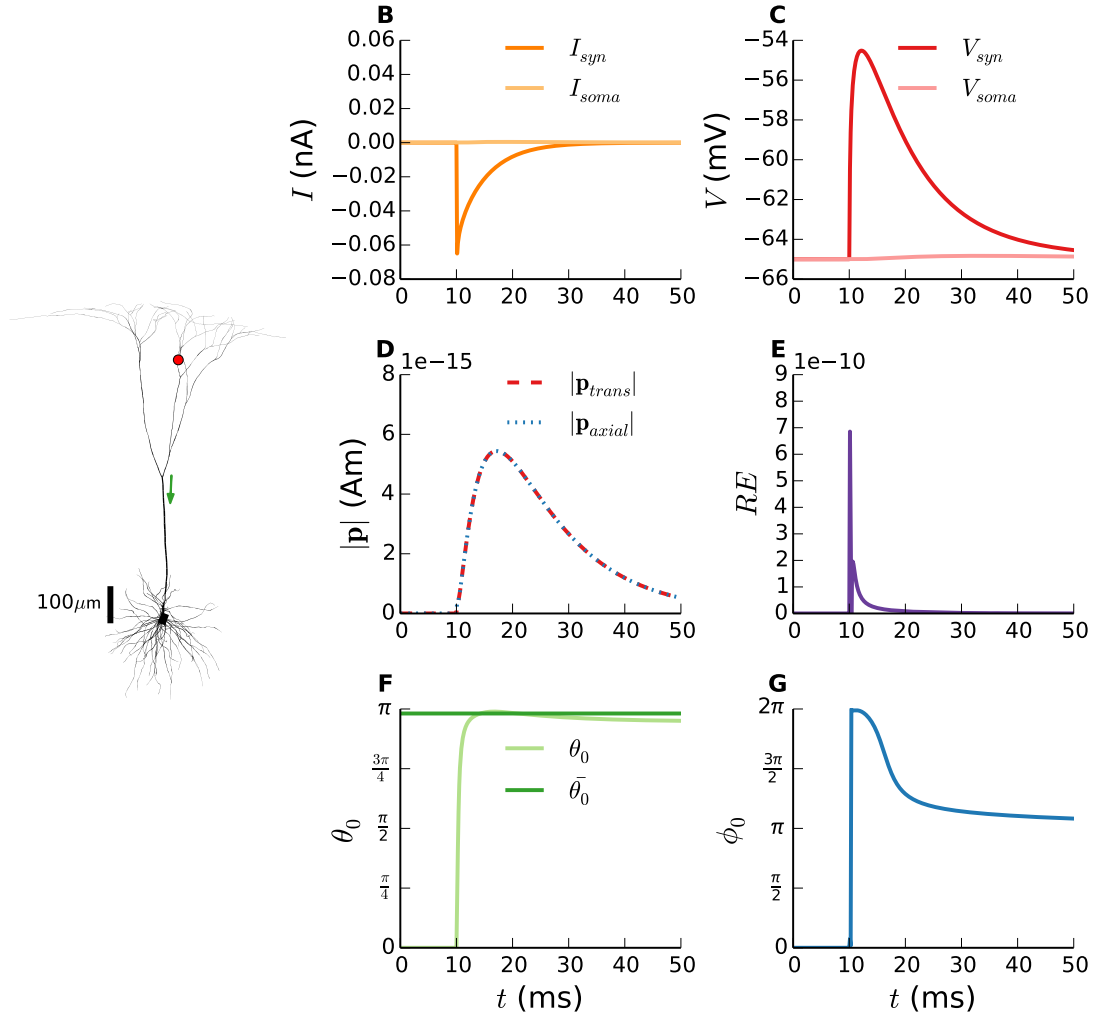 B
0.06
0.04
0.02
0.00
−0.02
−0.04
−0.06
−0.08
I (nA)
I_syn
I_soma
0 10 20 30 40 50
C
−54
−56
−58
−60
−62
−64
−66
V (mV)
V_syn
V_soma
0 10 20 30 40 50
100μm
D
1e−15
8
6
4
2
0
|p| (Am)
|p_trans|
|p_axial|
0 10 20 30 40 50
E
1e−10
9
8
7
6
5
4
3
2
1
0
RE
0 10 20 30 40 50
F
π
3π/4
π/2
π/4
0
θ_0
θ_0
θ̄_0
0 10 20 30 40 50
t (ms)
G
2π
3π/2
π
π/2
0
ϕ_0
0 10 20 30 40 50
t (ms)